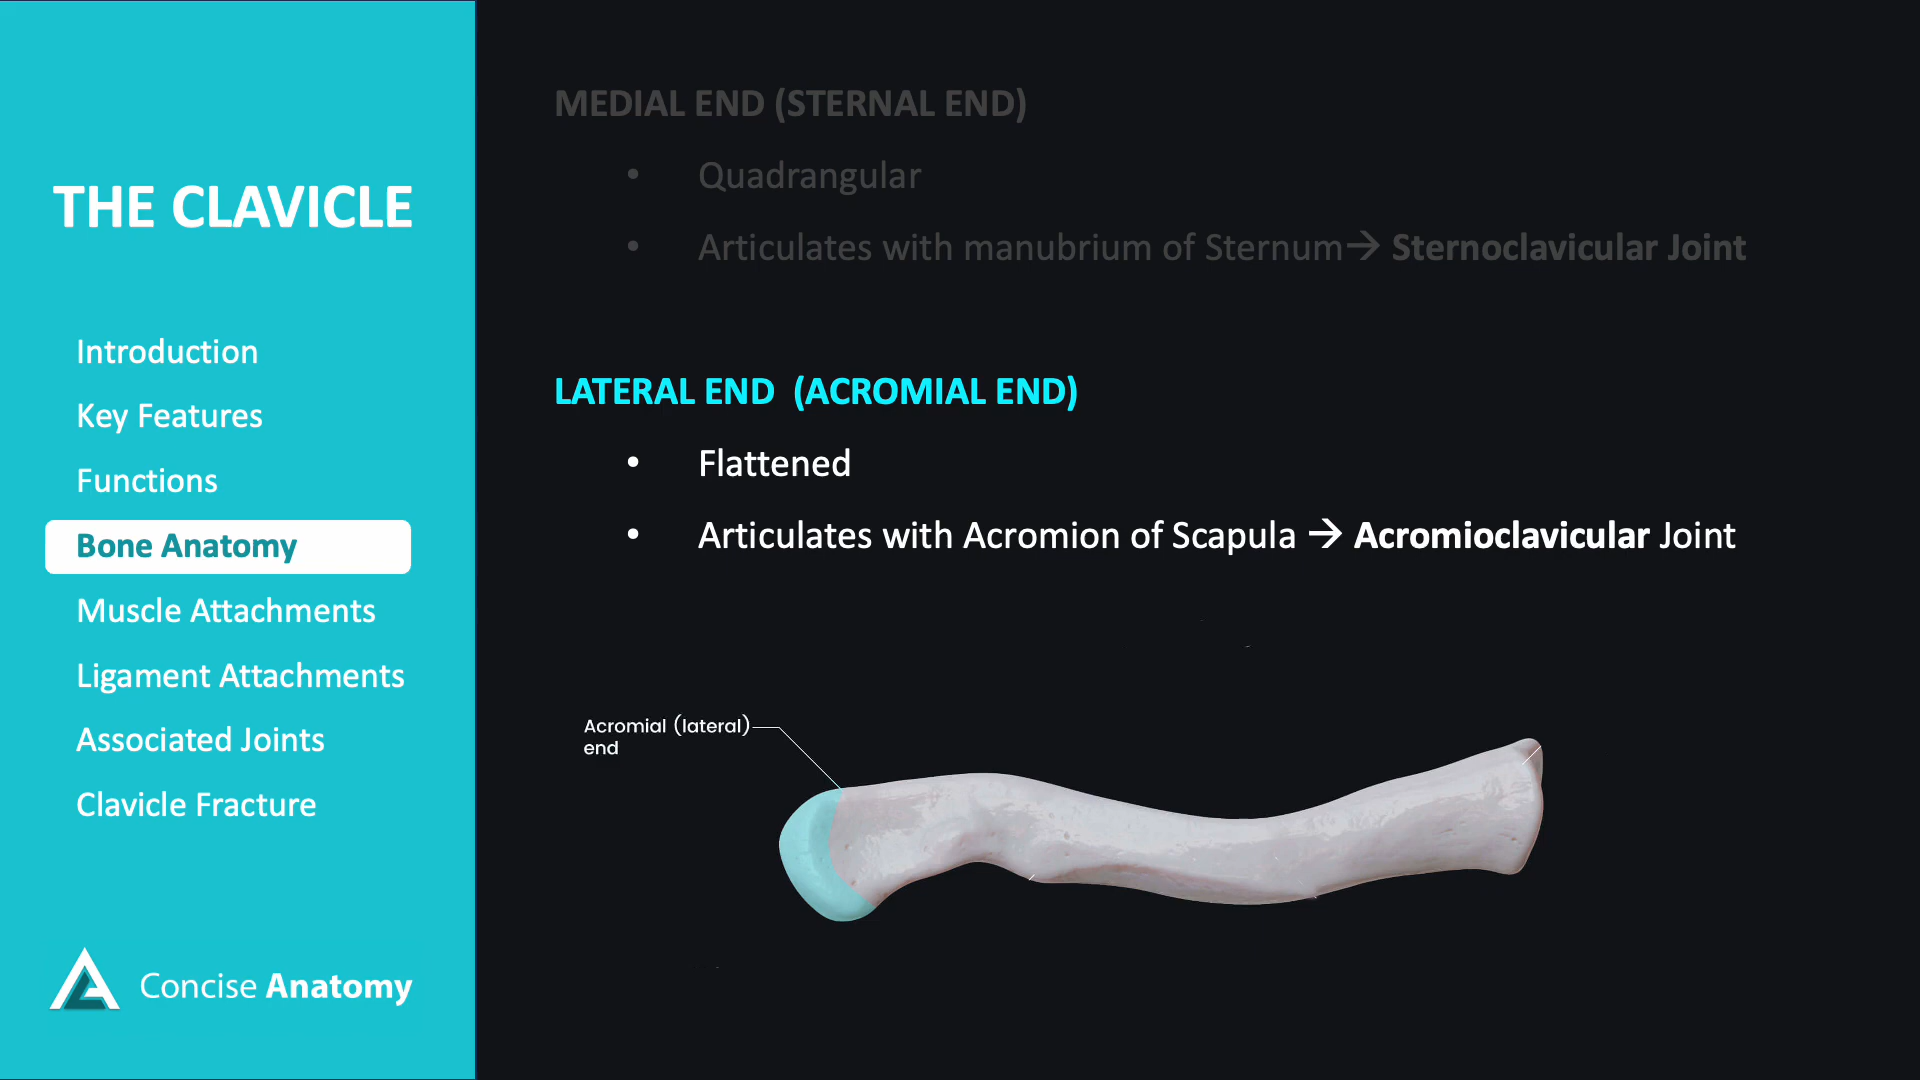 THE CLAVICLE
Introduction
Key Features
Functions
Bone Anatomy
Muscle Attachments
Ligament Attachments
Associated Joints
Clavicle Fracture
Concise Anatomy
MEDIAL END (STERNAL END)
• Quadrangular
• Articulates with manubrium of Sternum→ Sternoclavicular Joint
LATERAL END (ACROMIAL END)
• Flattened
• Articulates with Acromion of Scapula → Acromioclavicular Joint
Acromial (lateral)
end